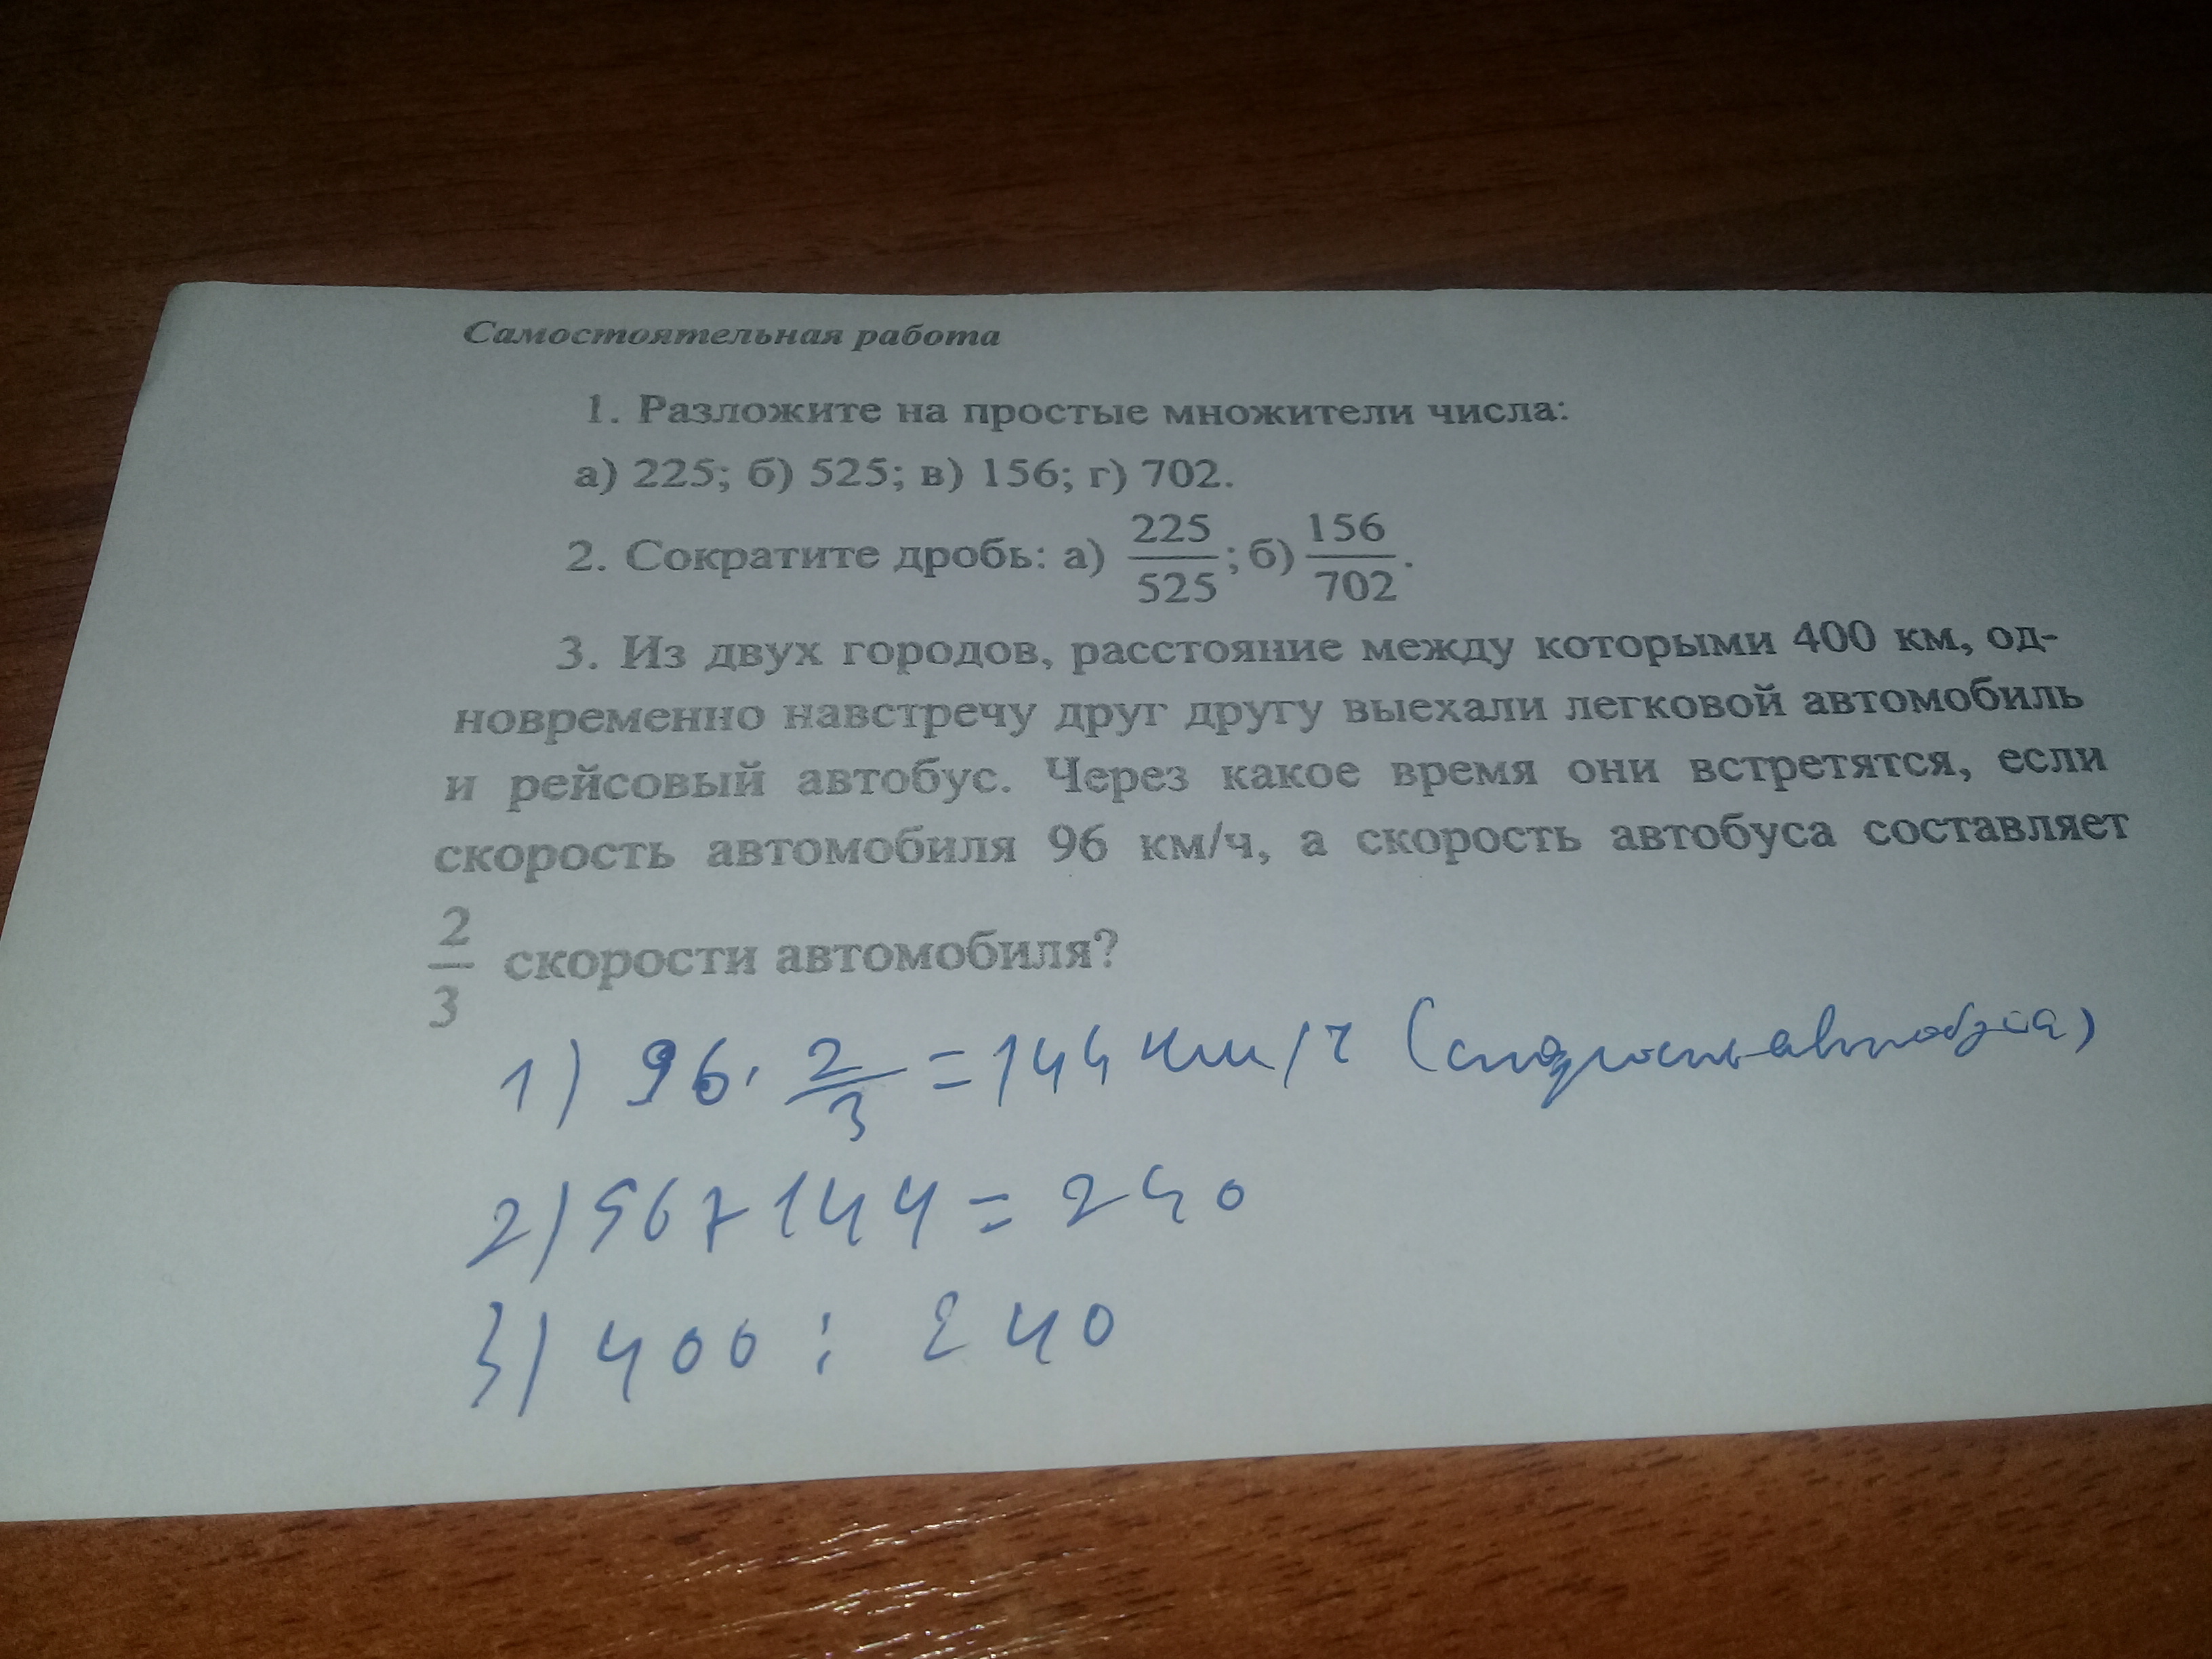 Самостоятельная работа
1. Разложите на простые множители числа:
а) 225; б) 525; в) 156; г) 702.
2. Сократите дробь: а) 225/525; б) 156/702.
3. Из двух городов, расстояние между которыми 400 км, од-
новременно навстречу друг другу выехали легковой автомобиль
и рейсовый автобус. Через какое время они встретятся, если
скорость автомобиля 96 км/ч, а скорость автобуса составляет
2/3 скорости автомобиля?
1) 96 · 2/3 = 144 км/ч (скорость автобуса)
2) 96 + 144 = 240
3) 400 : 240